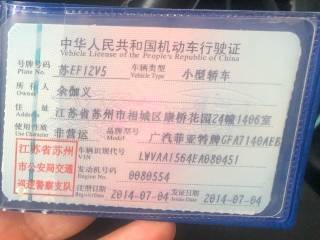 中华人民共和国机动车行驶证
Vehicle License of the People's Republic of China
号牌号码 苏EF12V5 车辆类型 小型轿车
Plate No. Vehicle Type
所有人 余伽义
住址 江苏省苏州市相城区康桥花园24幢1406室
Address
使用性质 非营运 品牌型号 广汽菲亚特牌GFA7140AEB
Use Character Model
江苏省苏州 车辆识别代号 LWVAA1564EA080451
VIN
市公安局交通 发动机号码 0080554
Engine No.
巡逻警察支队 注册日期 2014-07-04 发证日期 2014-07-04
Register Date Issue Date